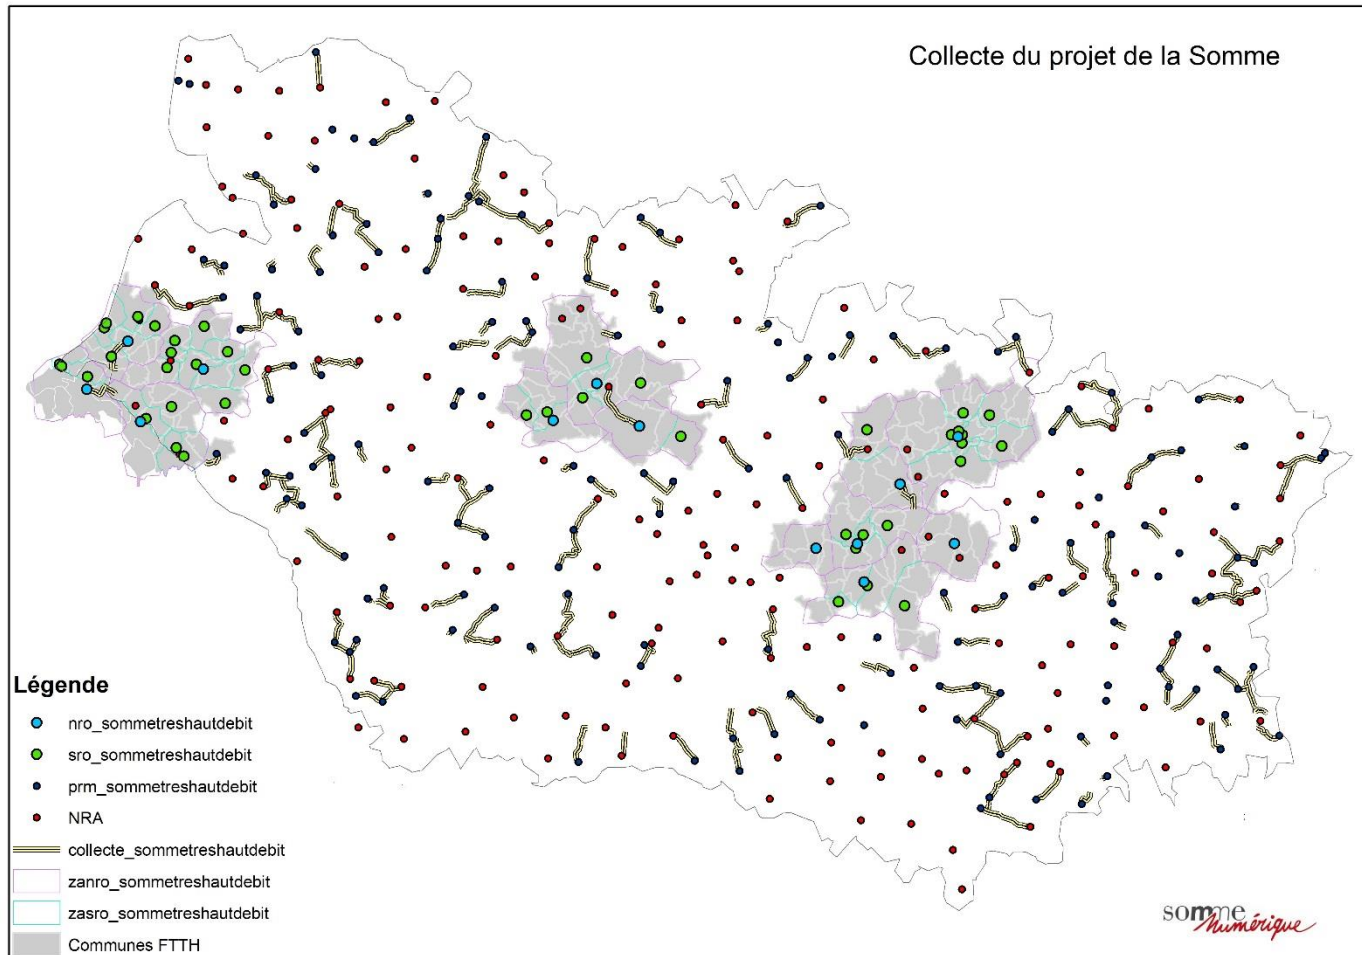 Collecte du projet de la Somme
Légende
nro_sommetreshautdebit
sro_sommetreshautdebit
prm_sommetreshautdebit
NRA
collecte_sommetreshautdebit
zanro_sommetreshautdebit
zasro_sommetreshautdebit
Communes FTTH
somme
numérique